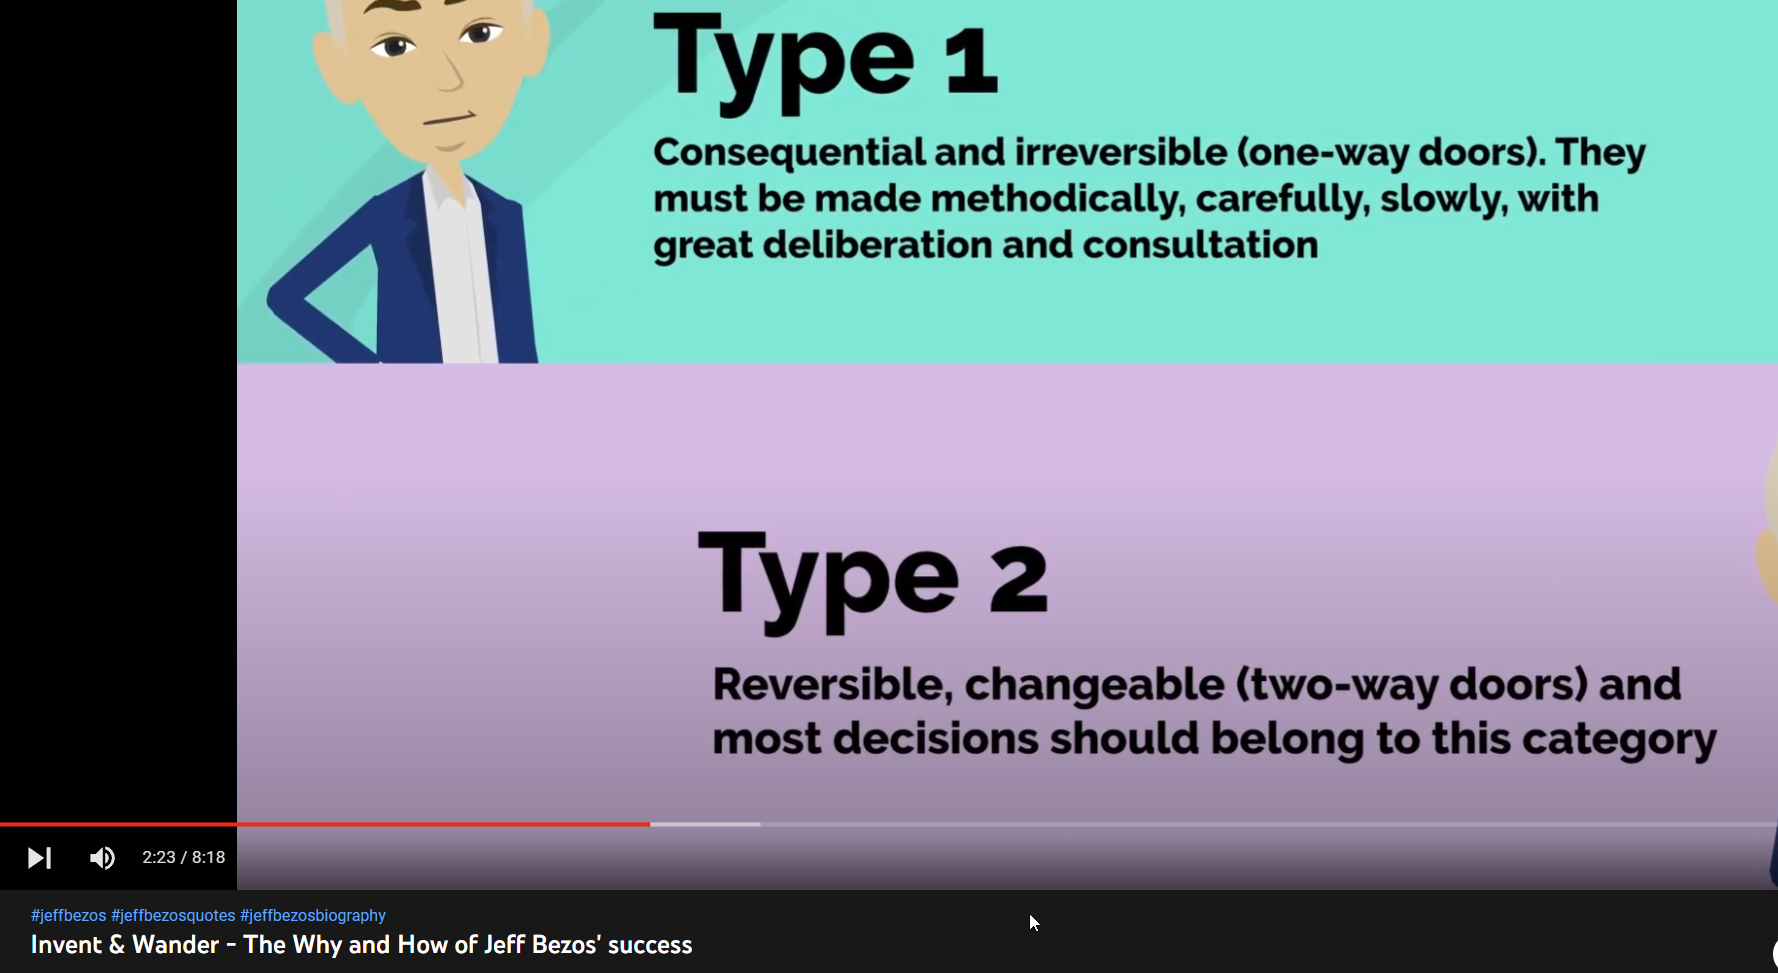 Type 1
Consequential and irreversible (one-way doors). They
must be made methodically, carefully, slowly, with
great deliberation and consultation
Type 2
Reversible, changeable (two-way doors) and
most decisions should belong to this category
2:23 / 8:18
#jeffbezos #jeffbezosquotes #jeffbezosbiography
Invent & Wander - The Why and How of Jeff Bezos' success